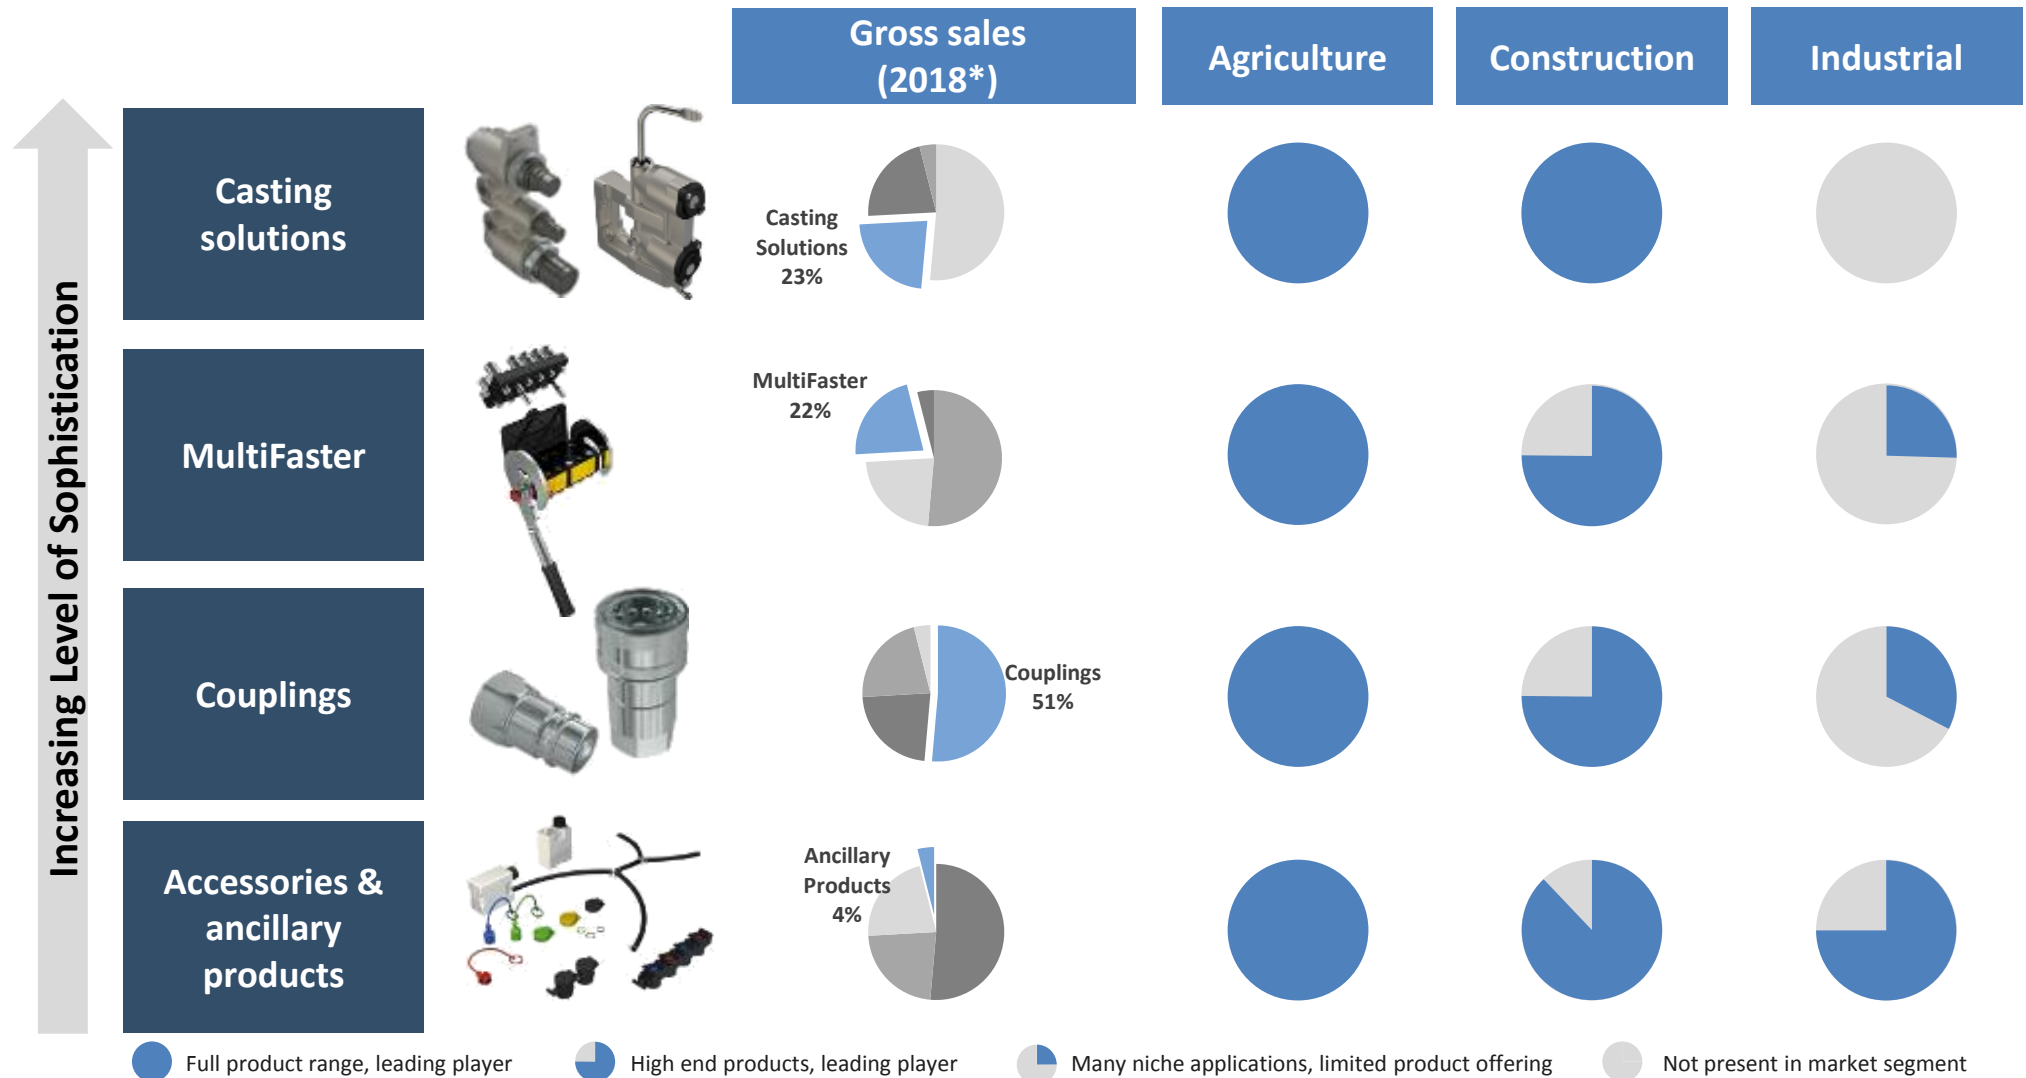 Gross sales
(2018*)
Agriculture
Construction
Industrial
Increasing Level of Sophistication
Casting
solutions
Casting
Solutions
23%
MultiFaster
MultiFaster
22%
Couplings
Couplings
51%
Accessories &
ancillary
products
Ancillary
Products
4%
Full product range, leading player
High end products, leading player
Many niche applications, limited product offering
Not present in market segment